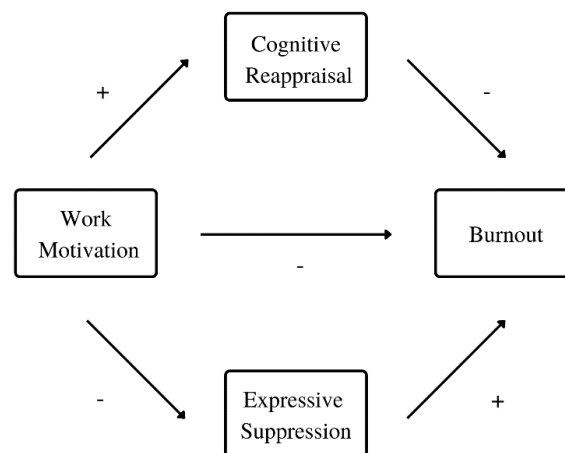 Cognitive
Reappraisal
+
-
Work
Motivation
-
Burnout
-
Expressive
Suppression
+